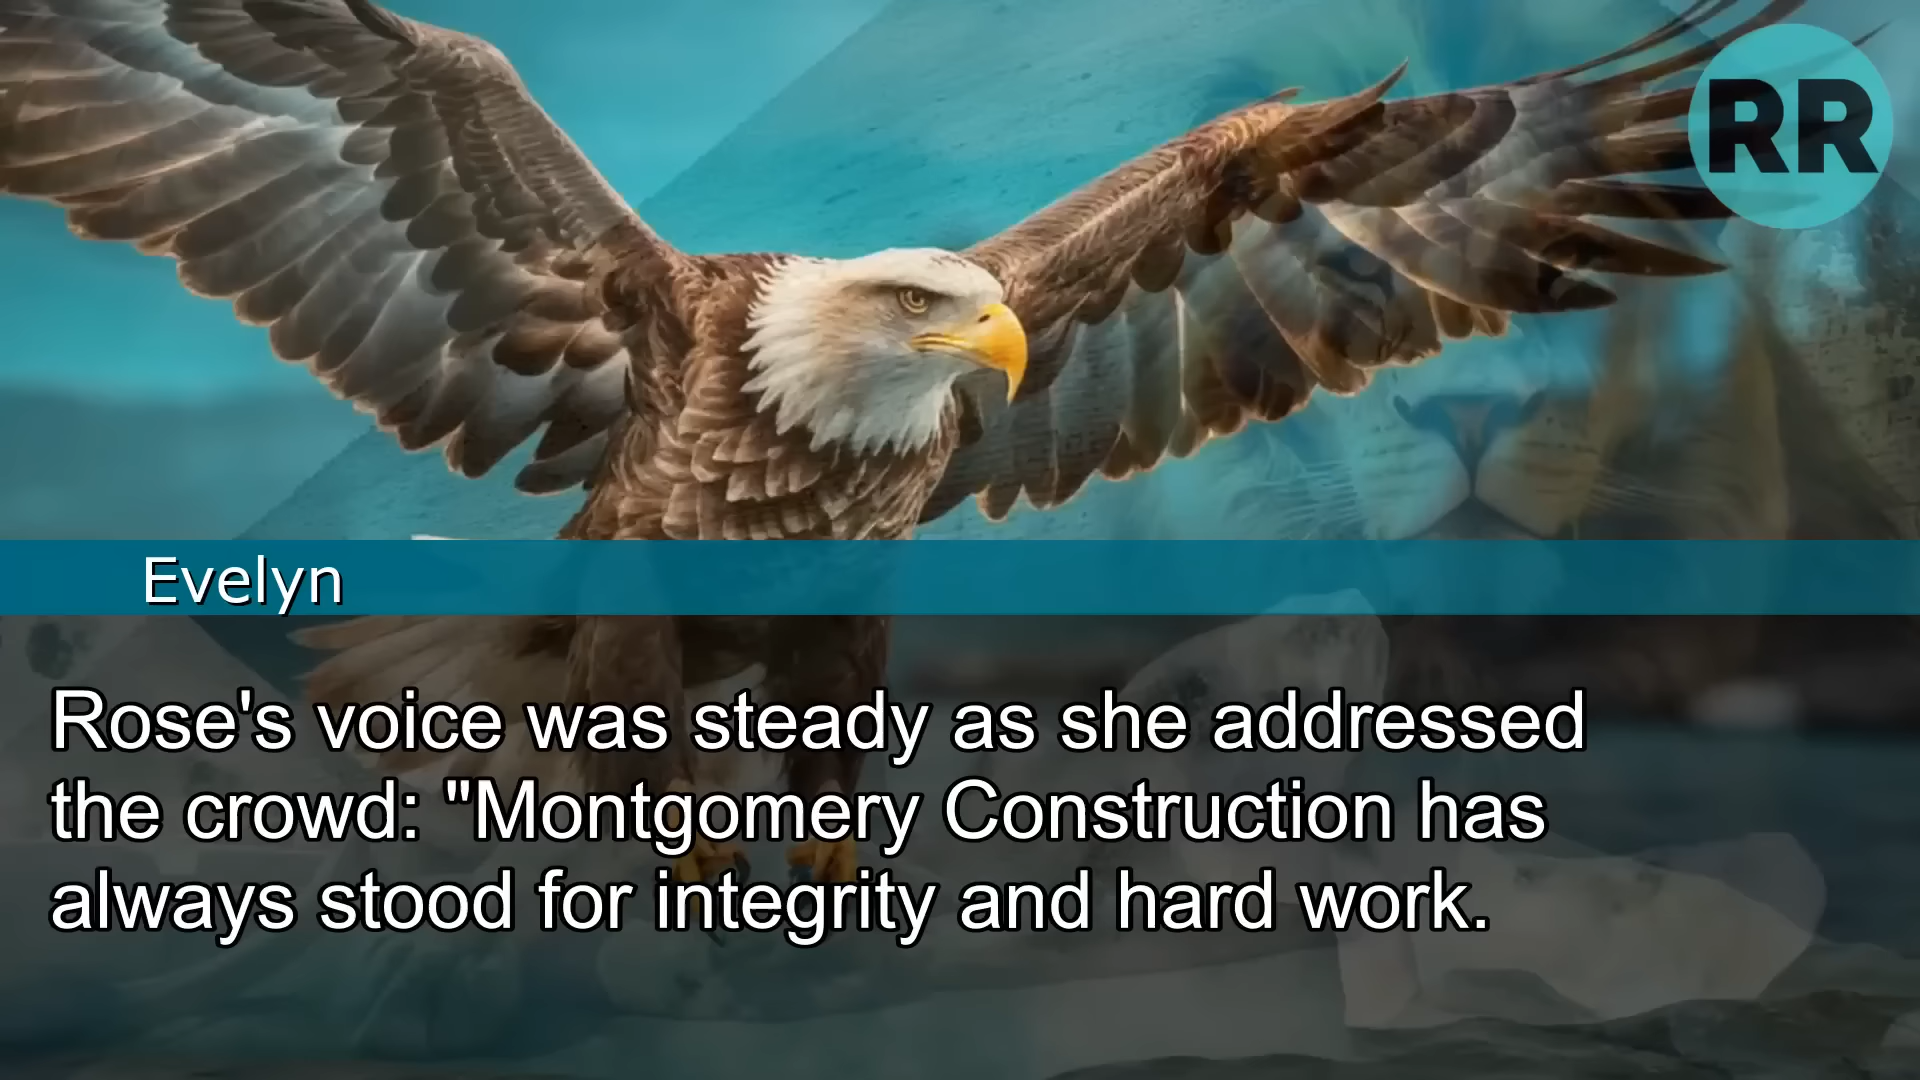 RR
Evelyn
Rose's voice was steady as she addressed
the crowd: "Montgomery Construction has
always stood for integrity and hard work.